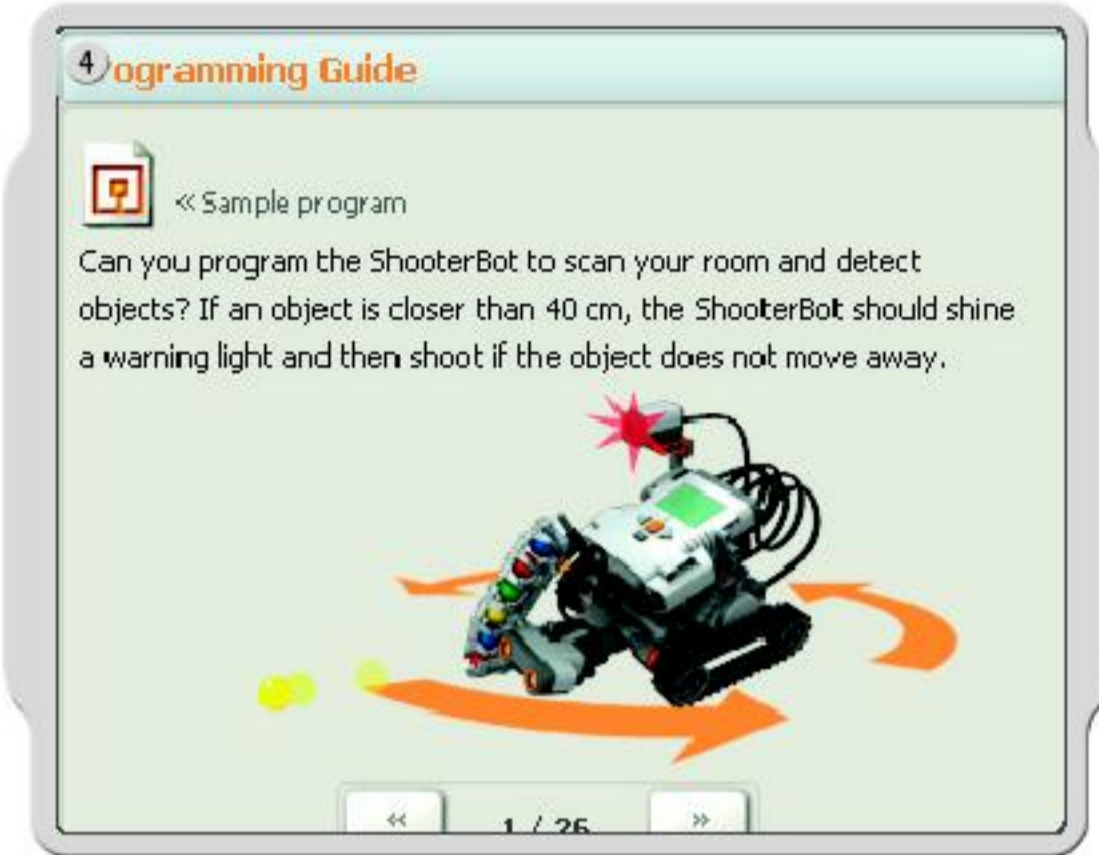 4
ogramming Guide
« Sample program
Can you program the ShooterBot to scan your room and detect
objects? If an object is closer than 40 cm, the ShooterBot should shine
a warning light and then shoot if the object does not move away.
« 1 / 26 »